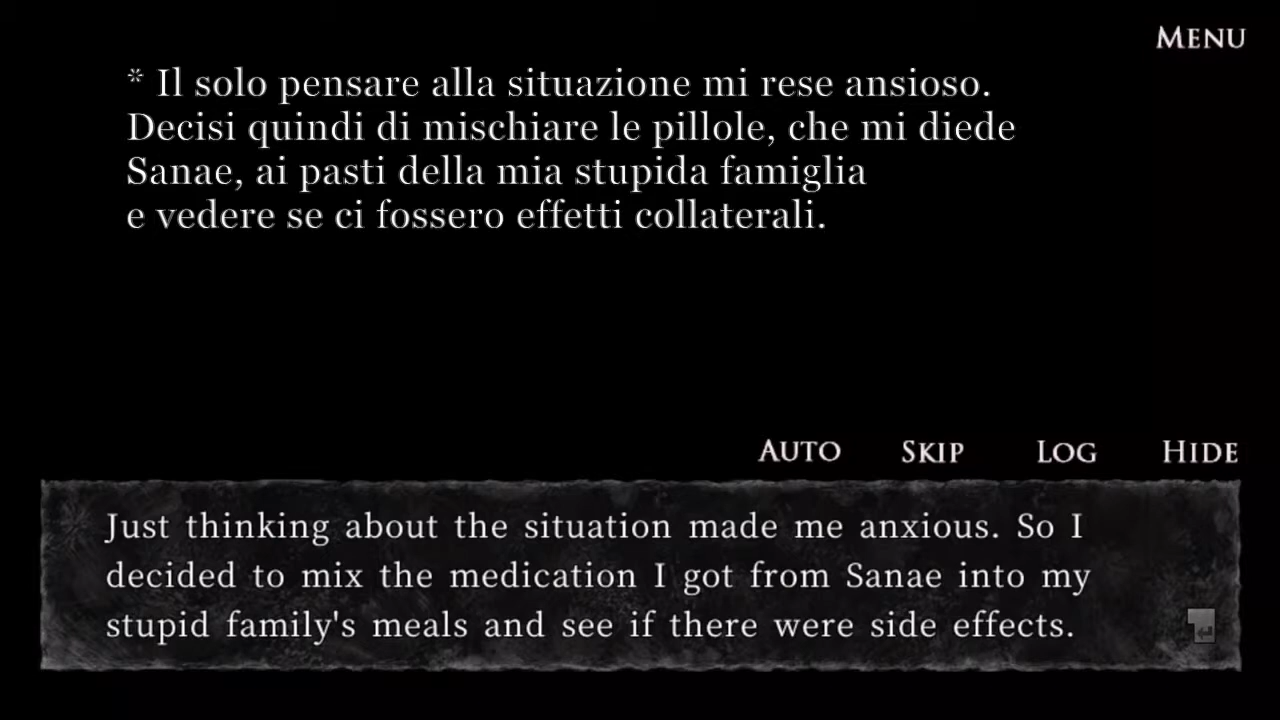 MENU
* Il solo pensare alla situazione mi rese ansioso.
Decisi quindi di mischiare le pillole, che mi diede
Sanae, ai pasti della mia stupida famiglia
e vedere se ci fossero effetti collaterali.
AUTO SKIP LOG HIDE
Just thinking about the situation made me anxious. So I
decided to mix the medication I got from Sanae into my
stupid family's meals and see if there were side effects.